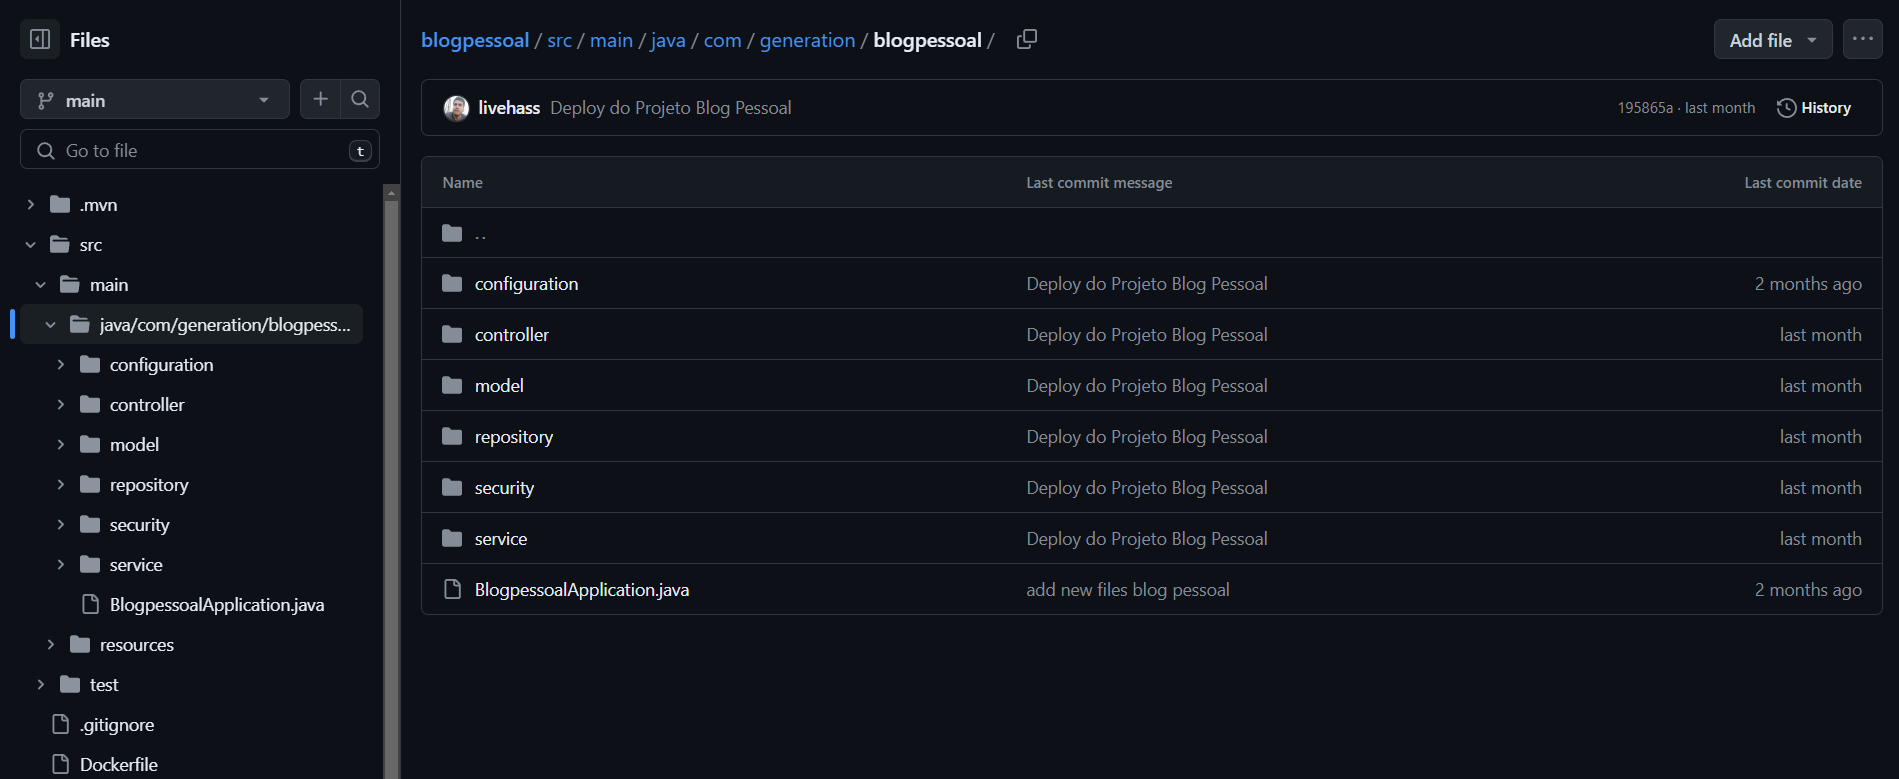 Files
main
Go to file
t
.mvn
src
main
java/com/generation/blogpess...
configuration
controller
model
repository
security
service
BlogpessoalApplication.java
resources
test
.gitignore
Dockerfile
blogpessoal / src / main / java / com / generation / blogpessoal /
Add file
livehass Deploy do Projeto Blog Pessoal 195865a · last month History
Name Last commit message Last commit date
..
configuration Deploy do Projeto Blog Pessoal 2 months ago
controller Deploy do Projeto Blog Pessoal last month
model Deploy do Projeto Blog Pessoal last month
repository Deploy do Projeto Blog Pessoal last month
security Deploy do Projeto Blog Pessoal last month
service Deploy do Projeto Blog Pessoal last month
BlogpessoalApplication.java add new files blog pessoal 2 months ago